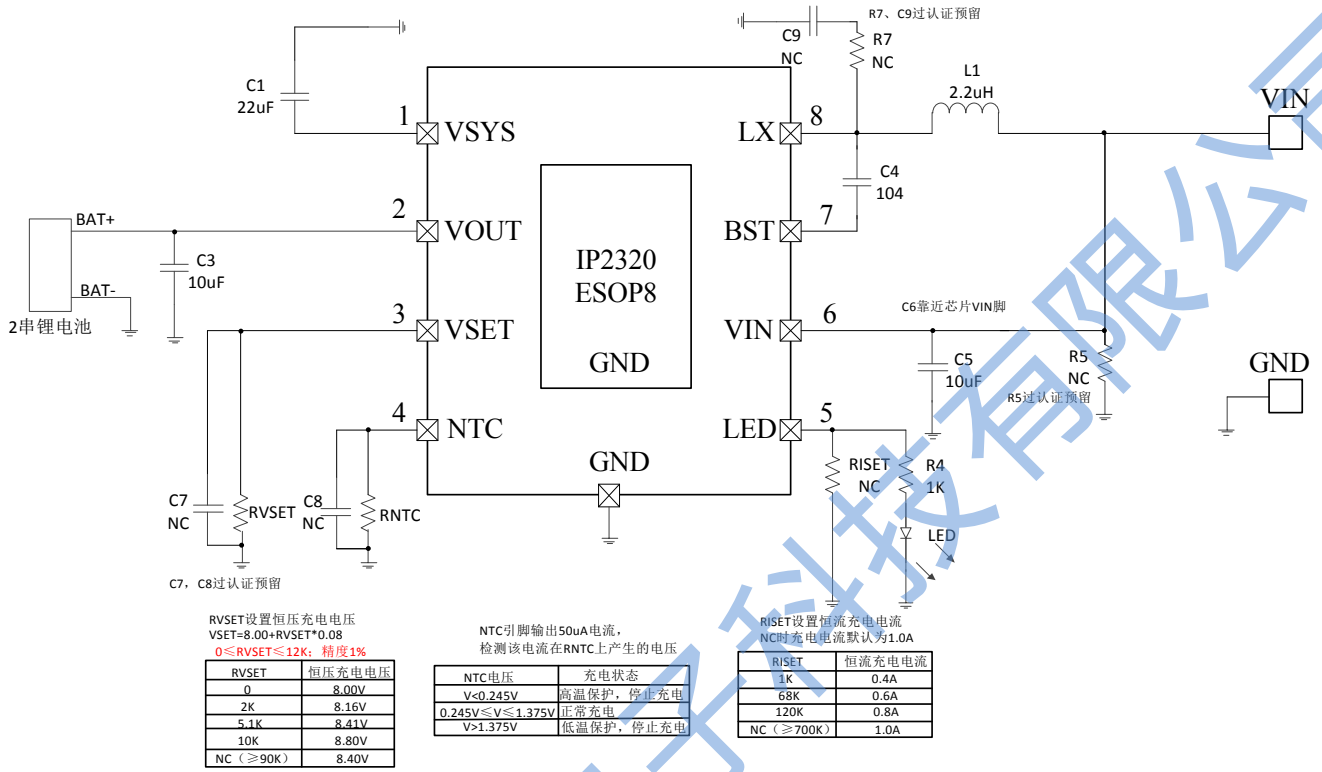 R7、C9过认证预留
C9
NC
R7
NC
C1
22uF
L1
2.2uH
VIN
1
VSYS
LX
8
C4
104
BAT+
2
VOUT
BST
7
IP2320
ESOP8
C3
10uF
BAT-
2串锂电池
3
VSET
VIN
6
C6靠近芯片VIN脚
GND
C5
10uF
R5
NC
R5过认证预留
GND
4
NTC
LED
5
GND
C7
NC
RVSET
C8
NC
RNTC
RISET
NC
R4
1K
LED
C7，C8过认证预留
RVSET设置恒压充电电压
VSET=8.00+RVSET*0.08
0≤RVSET≤12K；精度1%
RVSET 恒压充电电压
0 8.00V
2K 8.16V
5.1K 8.41V
10K 8.80V
NC（≥90K） 8.40V
NTC引脚输出50uA电流，
检测该电流在RNTC上产生的电压
NTC电压 充电状态
V<0.245V 高温保护，停止充电
0.245V≤V≤1.375V 正常充电
V>1.375V 低温保护，停止充电
RISET设置恒流充电电流
NC时充电电流默认为1.0A
RISET 恒流充电电流
1K 0.4A
68K 0.6A
120K 0.8A
NC（≥700K） 1.0A
子科技有限公司